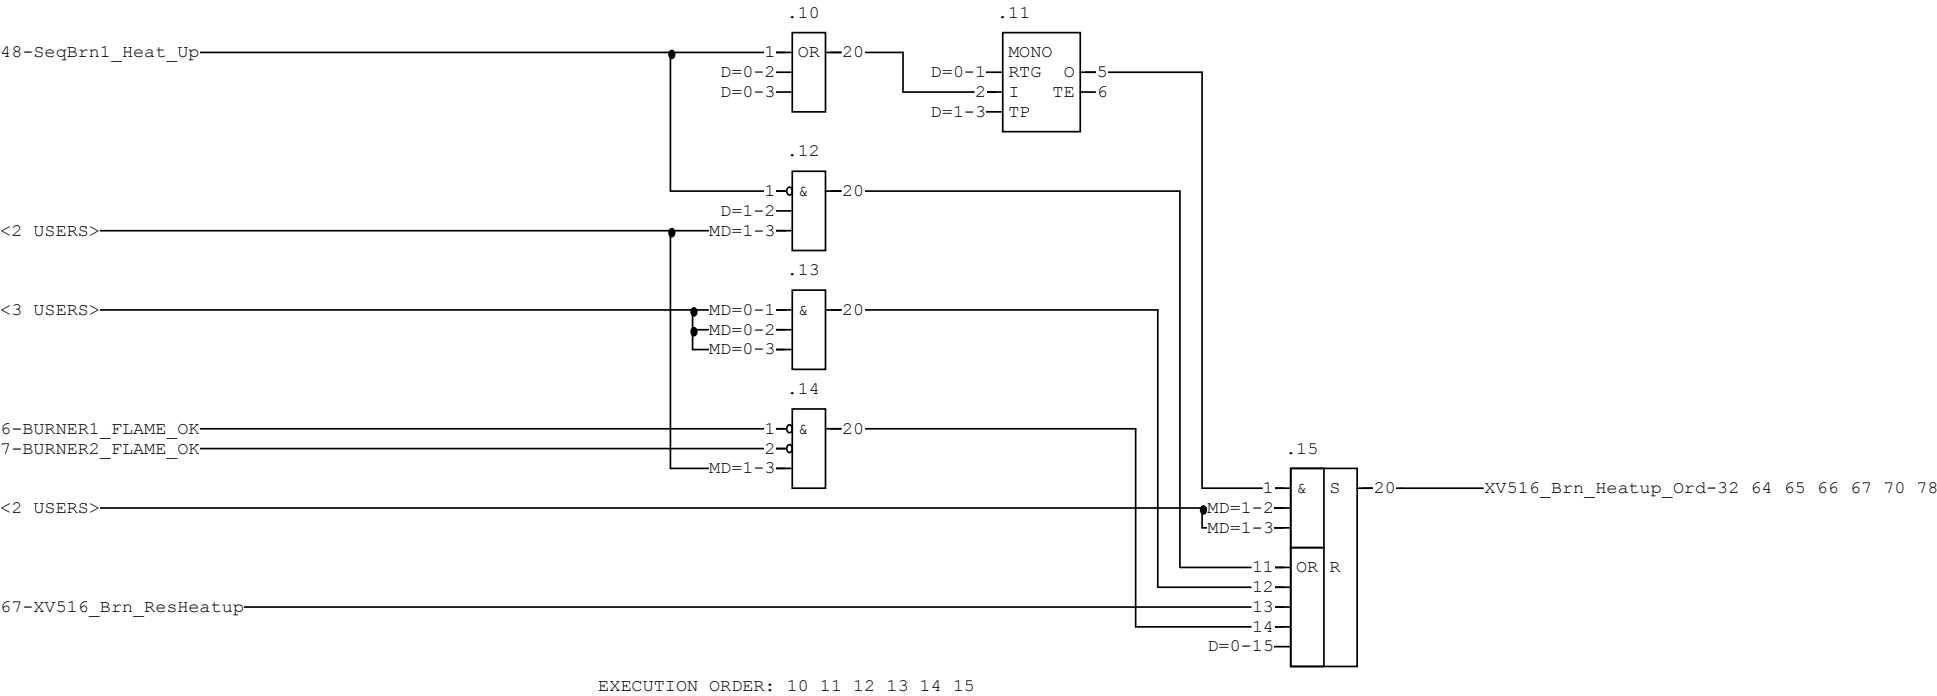 .10 .11
48-SeqBrn1_Heat_Up 1 OR 20 MONO
D=0-2 D=0-1 RTG O 5
D=0-3 2 I TE 6
D=1-3 TP
.12
1 & 20
D=1-2
<2 USERS> MD=1-3
.13
<3 USERS> MD=0-1 & 20
MD=0-2
MD=0-3
.14
6-BURNER1_FLAME_OK 1 & 20
7-BURNER2_FLAME_OK 2 .15
MD=1-3
1 & S 20 XV516_Brn_Heatup_Ord-32 64 65 66 67 70 78
<2 USERS> MD=1-2
MD=1-3
11 OR R
12
67-XV516_Brn_ResHeatup 13
14
D=0-15
EXECUTION ORDER: 10 11 12 13 14 15